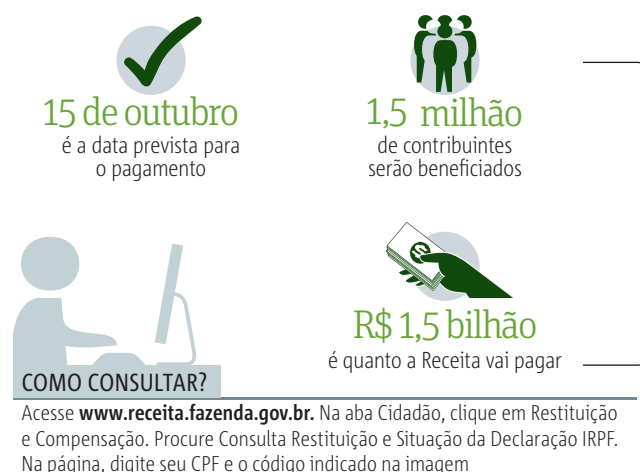 15 de outubro
é a data prevista para
o pagamento
1,5 milhão
de contribuintes
serão beneficiados
R$ 1,5 bilhão
é quanto a Receita vai pagar
COMO CONSULTAR?
Acesse www.receita.fazenda.gov.br. Na aba Cidadão, clique em Restituição
e Compensação. Procure Consulta Restituição e Situação da Declaração IRPF.
Na página, digite seu CPF e o código indicado na imagem